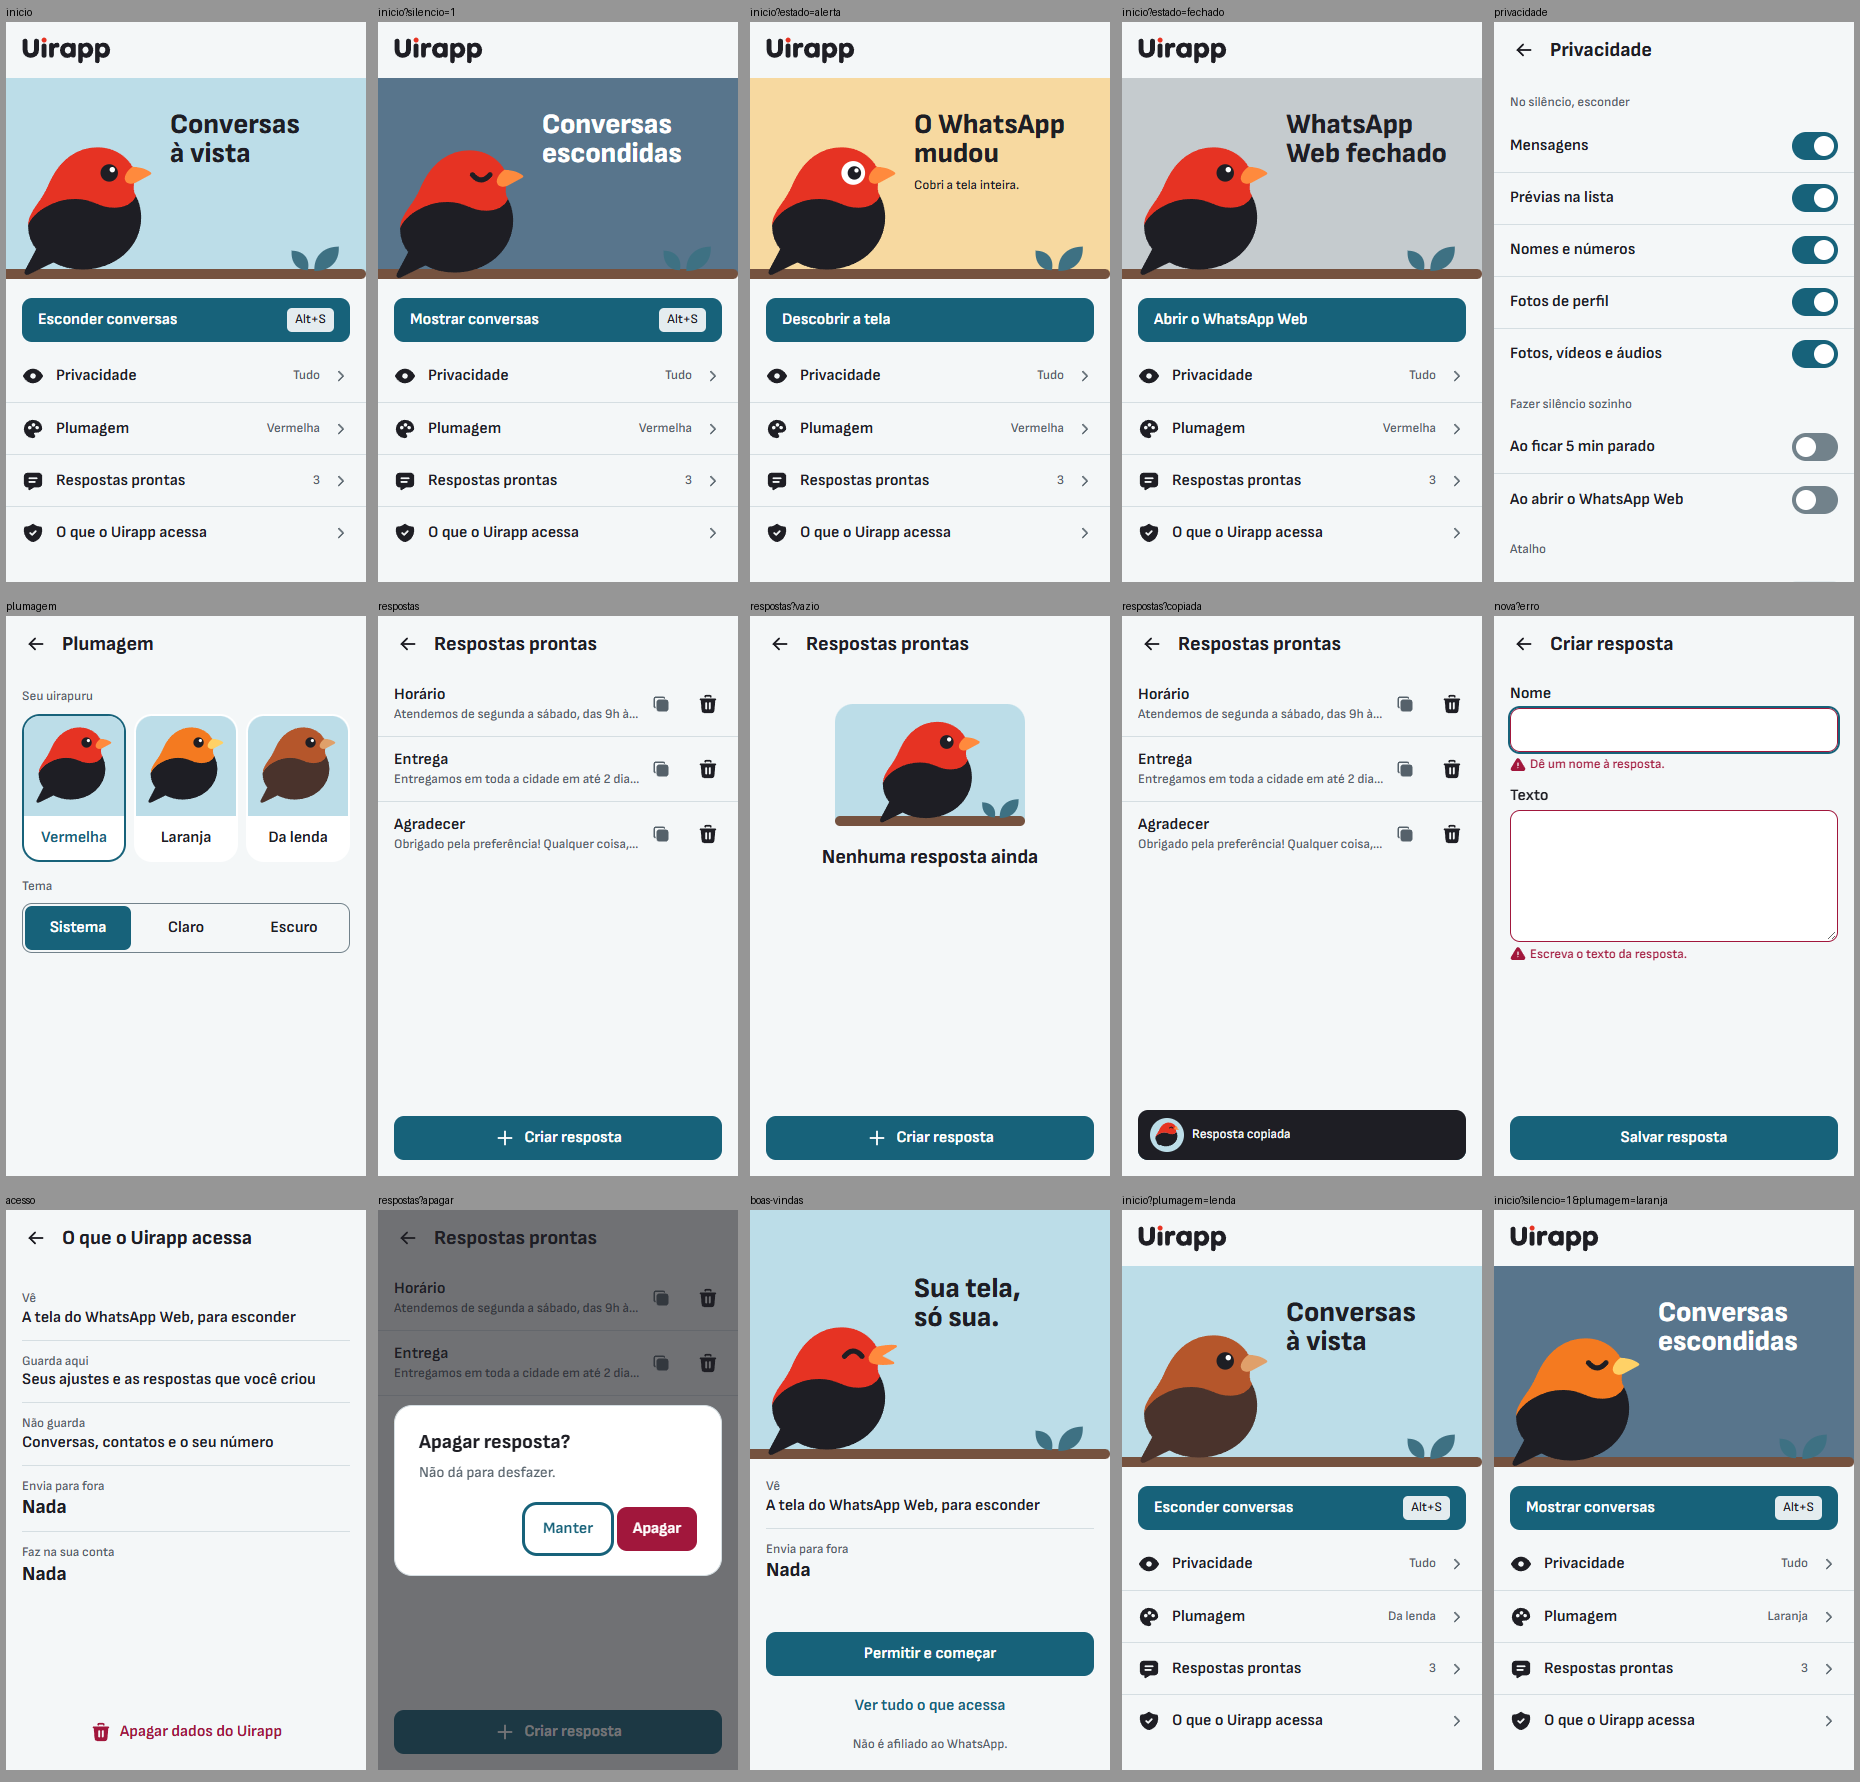 inicio
Uirapp
Conversas
à vista
Esconder conversas Alt+S
Privacidade Tudo
Plumagem Vermelha
Respostas prontas 3
O que o Uirapp acessa
inicio?silencio=1
Uirapp
Conversas
escondidas
Mostrar conversas Alt+S
Privacidade Tudo
Plumagem Vermelha
Respostas prontas 3
O que o Uirapp acessa
inicio?estado=alerta
Uirapp
O WhatsApp
mudou
Cobri a tela inteira.
Descobrir a tela
Privacidade Tudo
Plumagem Vermelha
Respostas prontas 3
O que o Uirapp acessa
inicio?estado=fechado
Uirapp
WhatsApp
Web fechado
Abrir o WhatsApp Web
Privacidade Tudo
Plumagem Vermelha
Respostas prontas 3
O que o Uirapp acessa
privacidade
Privacidade
No silêncio, esconder
Mensagens
Prévias na lista
Nomes e números
Fotos de perfil
Fotos, vídeos e áudios
Fazer silêncio sozinho
Ao ficar 5 min parado
Ao abrir o WhatsApp Web
Atalho
plumagem
Plumagem
Seu uirapuru
Vermelha Laranja Da lenda
Tema
Sistema Claro Escuro
respostas
Respostas prontas
Horário
Atendemos de segunda a sábado, das 9h à...
Entrega
Entregamos em toda a cidade em até 2 dia...
Agradecer
Obrigado pela preferência! Qualquer coisa,...
Criar resposta
respostas?vazio
Respostas prontas
Nenhuma resposta ainda
Criar resposta
respostas?copiada
Respostas prontas
Horário
Atendemos de segunda a sábado, das 9h à...
Entrega
Entregamos em toda a cidade em até 2 dia...
Agradecer
Obrigado pela preferência! Qualquer coisa,...
Resposta copiada
nova?erro
Criar resposta
Nome
Dê um nome à resposta.
Texto
Escreva o texto da resposta.
Salvar resposta
acesso
O que o Uirapp acessa
Vê
A tela do WhatsApp Web, para esconder
Guarda aqui
Seus ajustes e as respostas que você criou
Não guarda
Conversas, contatos e o seu número
Envia para fora
Nada
Faz na sua conta
Nada
Apagar dados do Uirapp
respostas?apagar
Respostas prontas
Horário
Atendemos de segunda a sábado, das 9h à...
Entrega
Entregamos em toda a cidade em até 2 dia...
Apagar resposta?
Não dá para desfazer.
Manter Apagar
Criar resposta
boas-vindas
Sua tela,
só sua.
Vê
A tela do WhatsApp Web, para esconder
Envia para fora
Nada
Permitir e começar
Ver tudo o que acessa
Não é afiliado ao WhatsApp.
inicio?plumagem=lenda
Uirapp
Conversas
à vista
Esconder conversas Alt+S
Privacidade Tudo
Plumagem Da lenda
Respostas prontas 3
O que o Uirapp acessa
inicio?silencio=1&plumagem=laranja
Uirapp
Conversas
escondidas
Mostrar conversas Alt+S
Privacidade Tudo
Plumagem Laranja
Respostas prontas 3
O que o Uirapp acessa